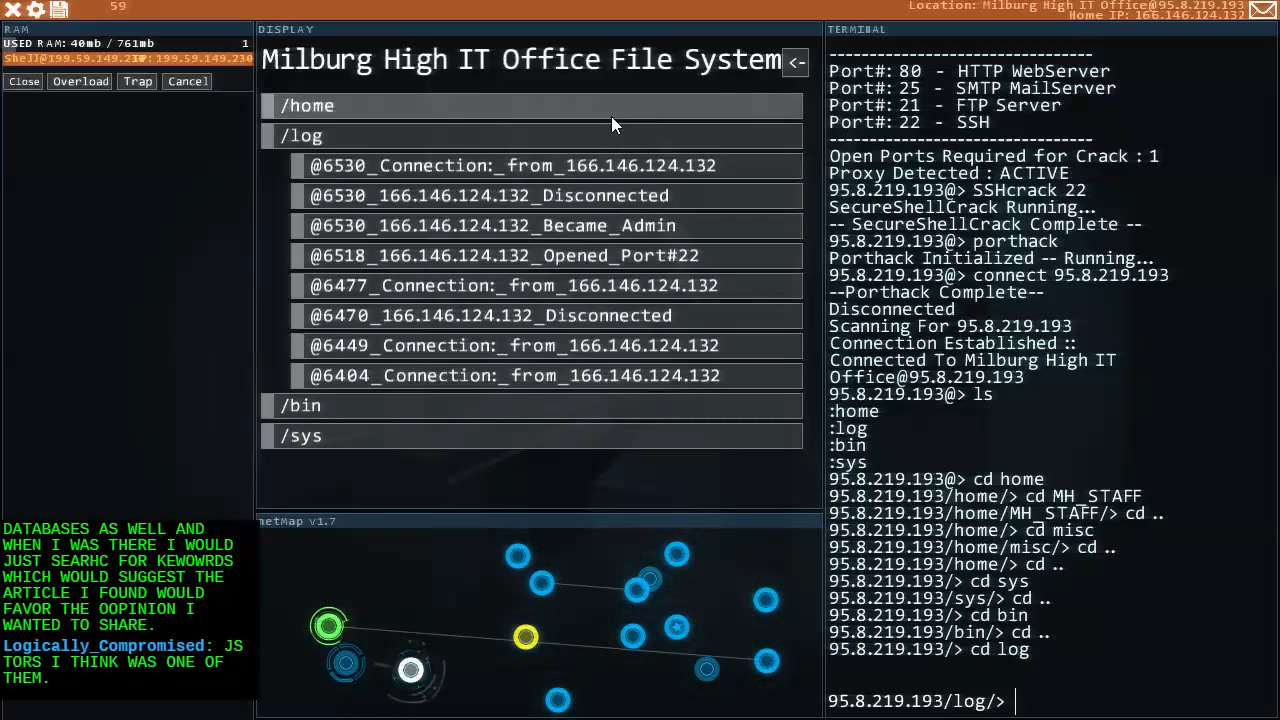 59
Location: Milburg High IT Office@95.8.219.193
Home IP: 166.146.124.132
RAM
USED RAM: 40mb / 761mb 1
Shell@199.59.149.23
IP: 199.59.149.230
Close Overload Trap Cancel
DATABASES AS WELL AND
WHEN I WAS THERE I WOULD
JUST SEARHC FOR KEWOWRDS
WHICH WOULD SUGGEST THE
ARTICLE I FOUND WOULD
FAVOR THE OOPINION I
WANTED TO SHARE.
Logically_Compromised: JS
TORS I THINK WAS ONE OF
THEM.
DISPLAY
Milburg High IT Office File System
<-
/home
/log
@6530_Connection:_from_166.146.124.132
@6530_166.146.124.132_Disconnected
@6530_166.146.124.132_Became_Admin
@6518_166.146.124.132_Opened_Port#22
@6477_Connection:_from_166.146.124.132
@6470_166.146.124.132_Disconnected
@6449_Connection:_from_166.146.124.132
@6404_Connection:_from_166.146.124.132
/bin
/sys
netMap v1.7
TERMINAL
---------------------------------
Port#: 80 - HTTP WebServer
Port#: 25 - SMTP MailServer
Port#: 21 - FTP Server
Port#: 22 - SSH
---------------------------------
Open Ports Required for Crack : 1
Proxy Detected : ACTIVE
95.8.219.193@> SSHcrack 22
SecureShellCrack Running...
-- SecureShellCrack Complete --
95.8.219.193@> porthack
Porthack Initialized -- Running...
95.8.219.193@> connect 95.8.219.193
--Porthack Complete--
Disconnected
Scanning For 95.8.219.193
Connection Established ::
Connected To Milburg High IT
Office@95.8.219.193
95.8.219.193@> ls
:home
:log
:bin
:sys
95.8.219.193@> cd home
95.8.219.193/home/> cd MH_STAFF
95.8.219.193/home/MH_STAFF/> cd ..
95.8.219.193/home/> cd misc
95.8.219.193/home/misc/> cd ..
95.8.219.193/home/> cd ..
95.8.219.193/> cd sys
95.8.219.193/sys/> cd ..
95.8.219.193/> cd bin
95.8.219.193/bin/> cd ..
95.8.219.193/> cd log
95.8.219.193/log/>